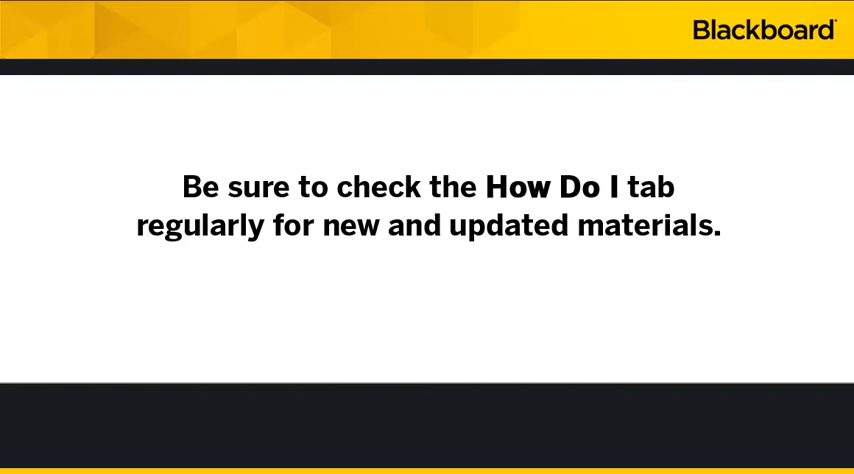 Blackboard
Be sure to check the How Do I tab
regularly for new and updated materials.